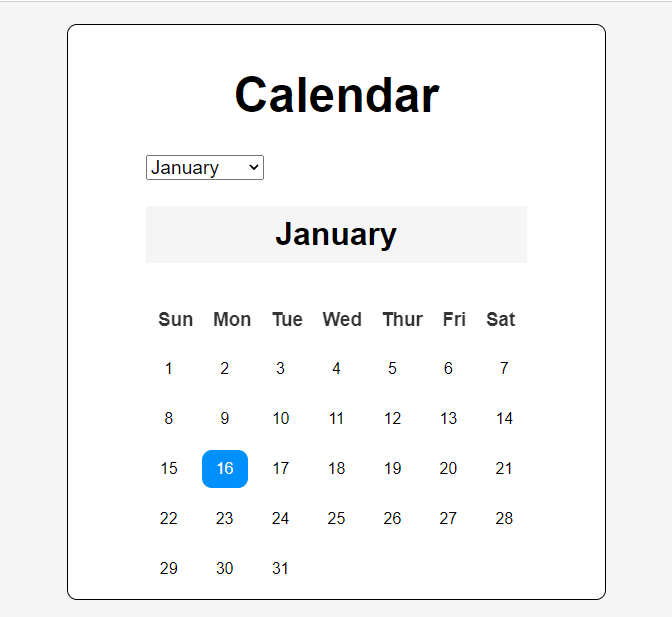 Calendar
January
January
Sun Mon Tue Wed Thur Fri Sat
1 2 3 4 5 6 7
8 9 10 11 12 13 14
15 16 17 18 19 20 21
22 23 24 25 26 27 28
29 30 31